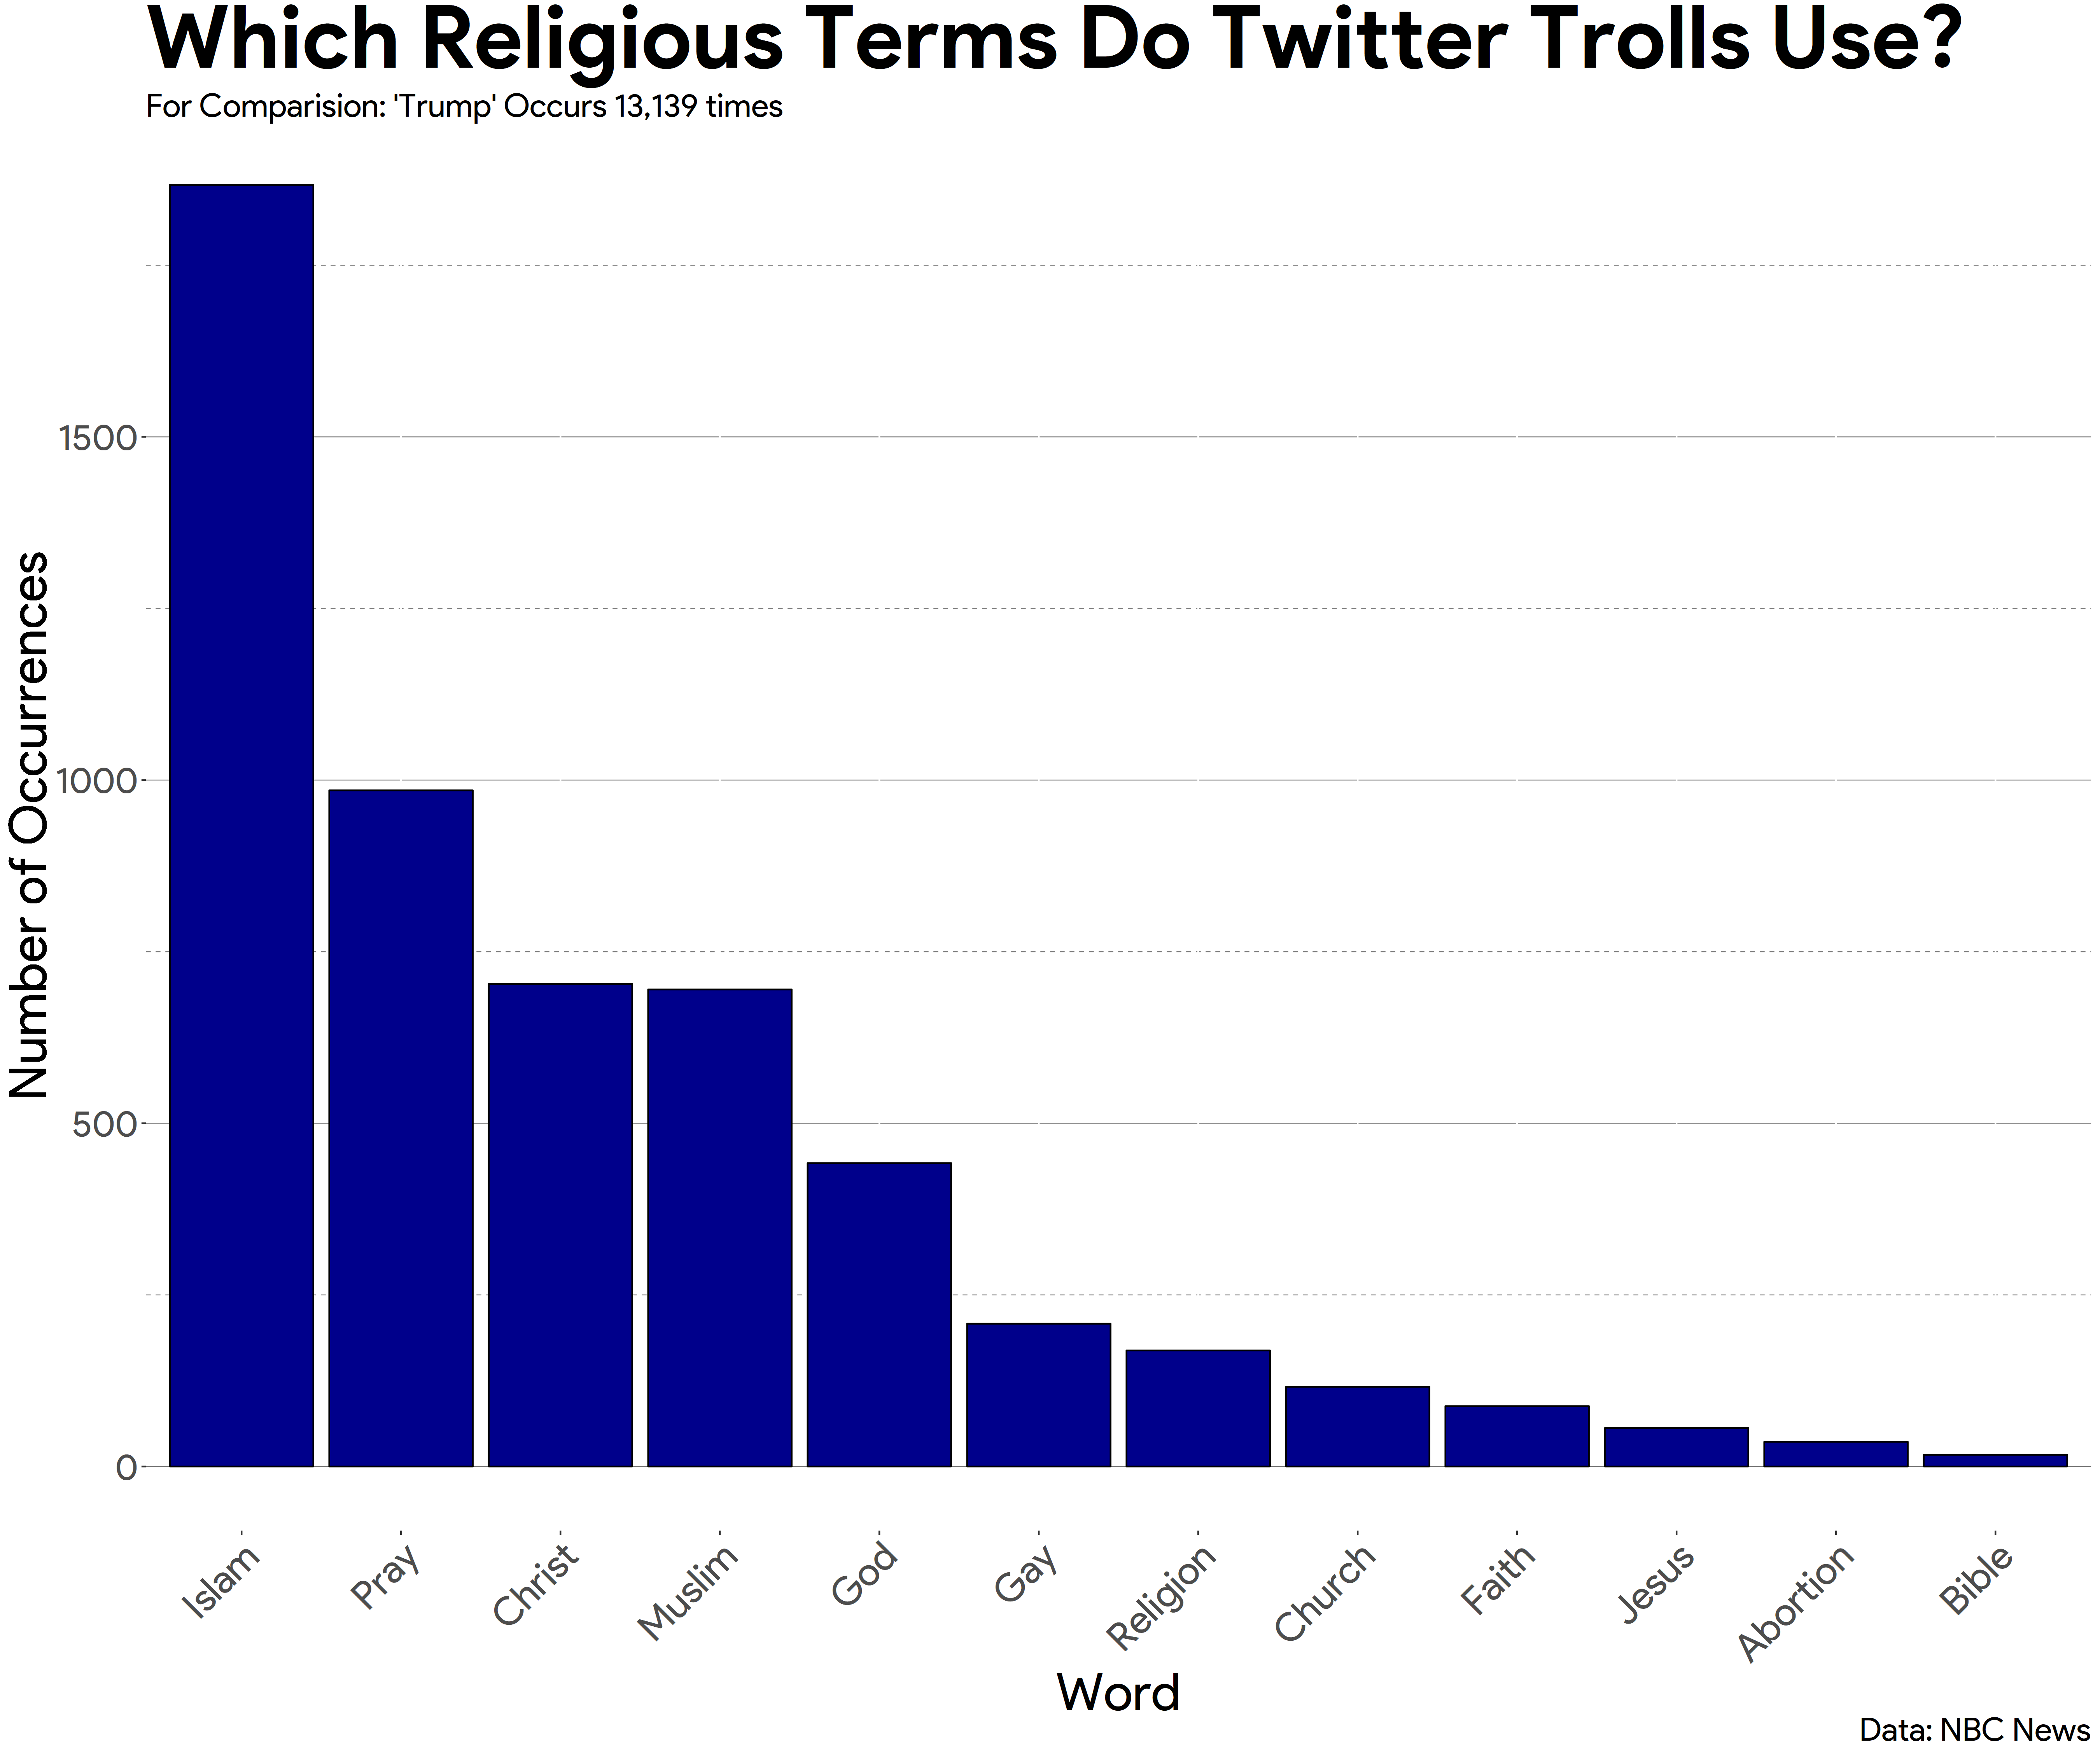 Which Religious Terms Do Twitter Trolls Use?
For Comparision: 'Trump' Occurs 13,139 times
Number of Occurrences
1500
1000
500
0
Islam
Pray
Christ
Muslim
God
Gay
Religion
Church
Faith
Jesus
Abortion
Bible
Word
Data: NBC News